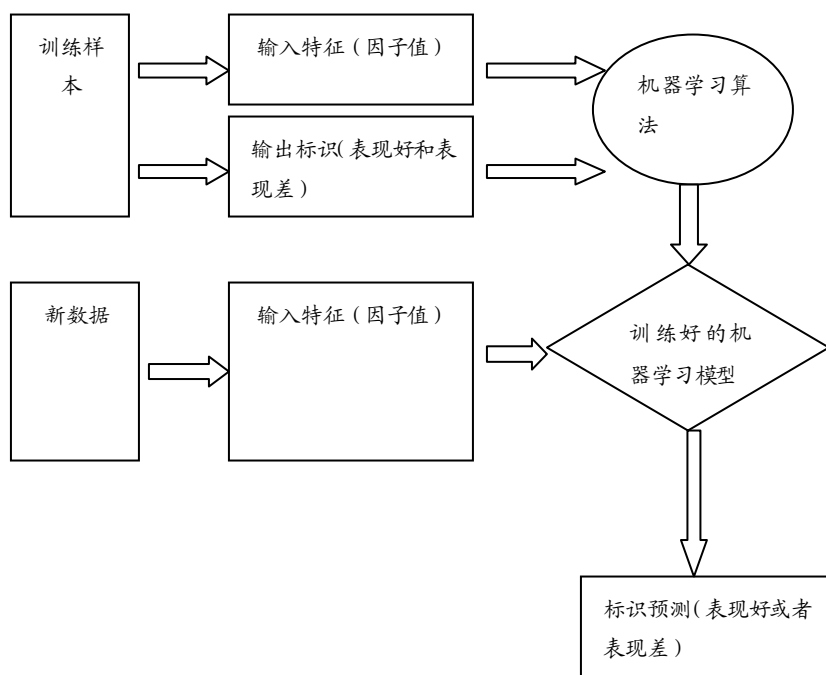 训练样
本
输入特征（因子值）
输出标识（表现好和表
现差）
机器学习算
法
新数据
输入特征（因子值）
训练好的机
器学习模型
标识预测（表现好或者
表现差）